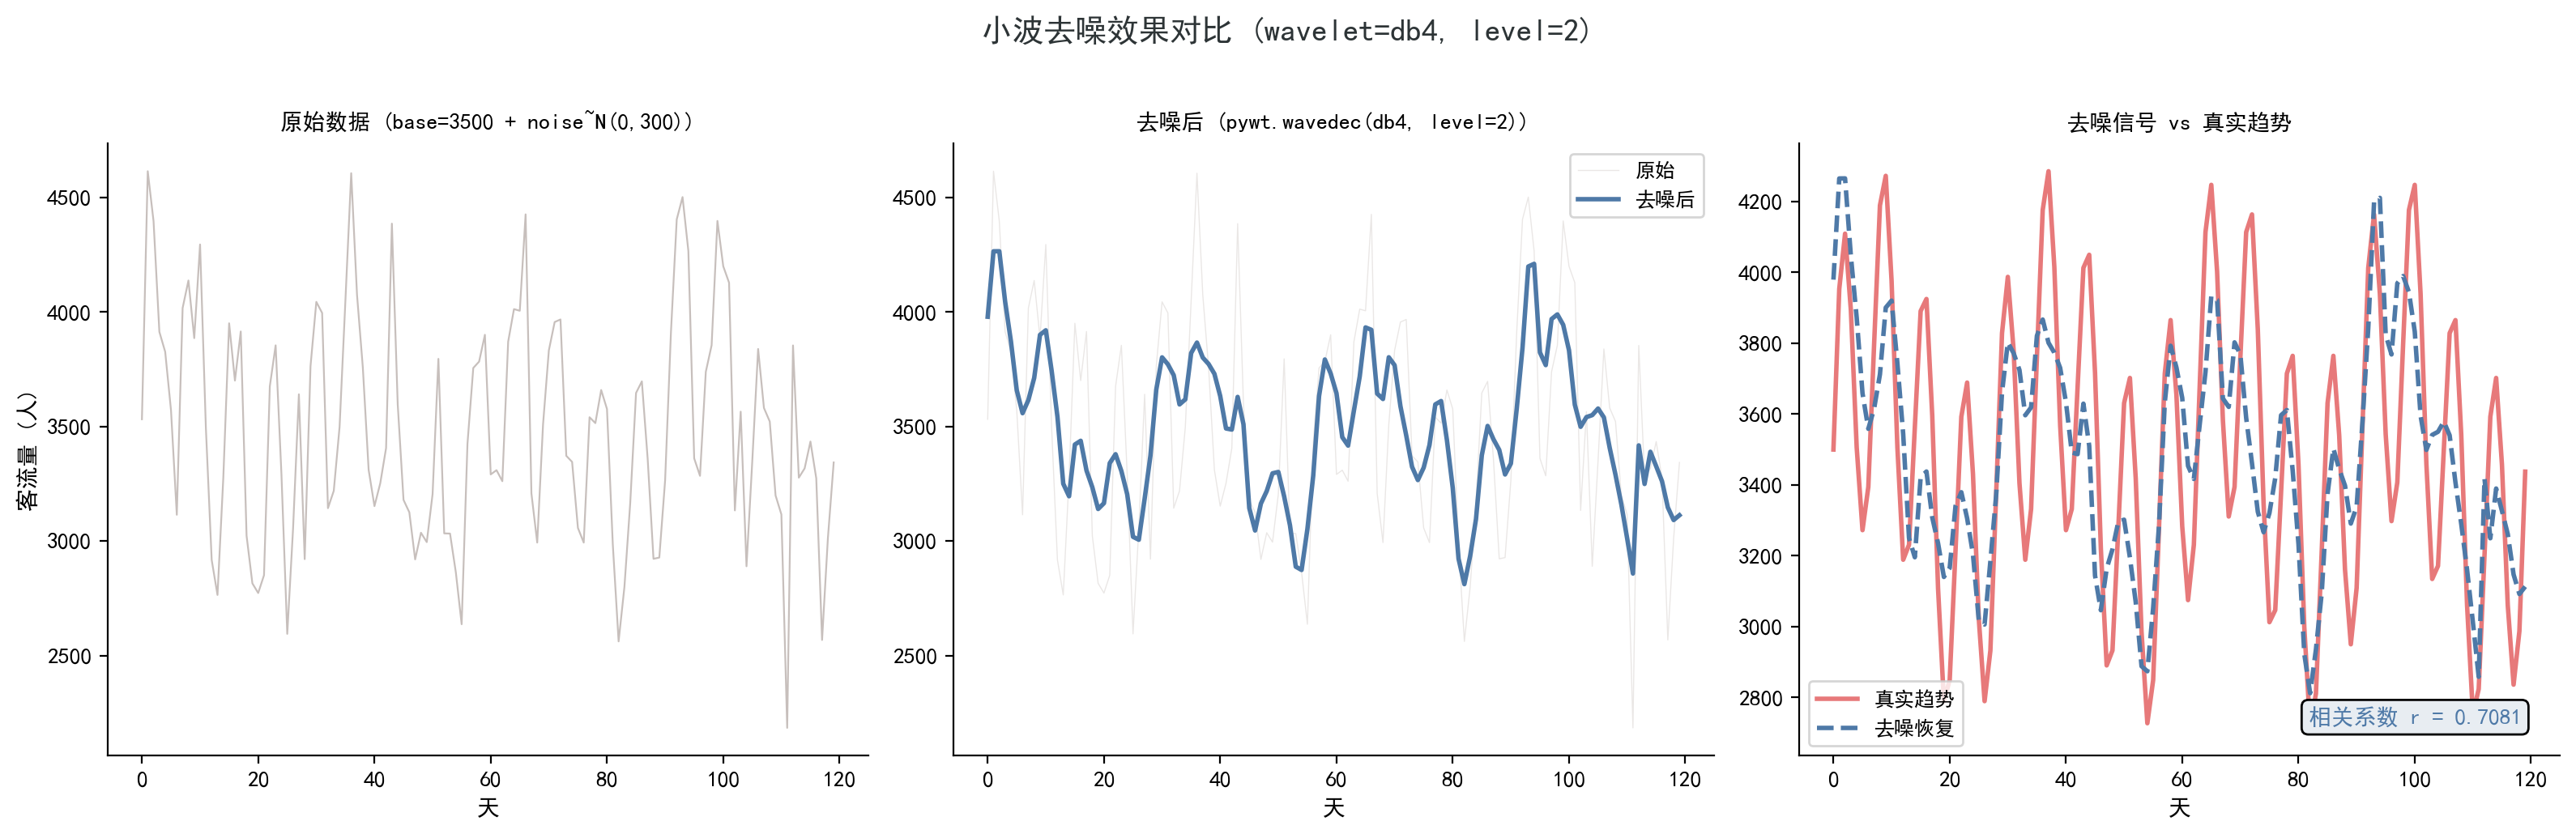 小波去噪效果对比 (wavelet=db4, level=2)
原始数据 (base=3500 + noise~N(0,300))
客流量 (人)
4500
4000
3500
3000
2500
0 20 40 60 80 100 120
天
去噪后 (pywt.wavedec(db4, level=2))
原始
去噪后
4500
4000
3500
3000
2500
0 20 40 60 80 100 120
天
去噪信号 vs 真实趋势
4200
4000
3800
3600
3400
3200
3000
2800
真实趋势
去噪恢复
相关系数 r = 0.7081
0 20 40 60 80 100 120
天